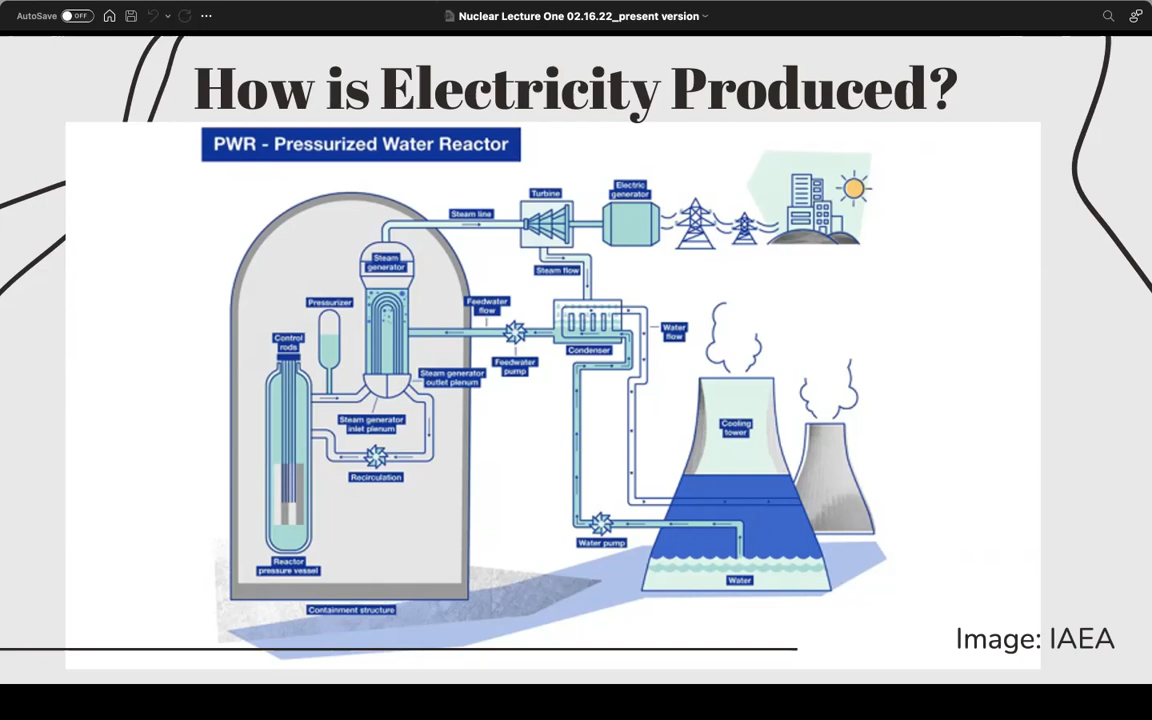 AutoSave OFF
Nuclear Lecture One 02.16.22_present version
How is Electricity Produced?
PWR - Pressurized Water Reactor
Turbine
Electric
generator
Steam line
Steam
generator
Steam flow
Pressurizer
Feedwater
flow
Control
rods
Water
flow
Condenser
Feedwater
pump
Steam generator
outlet plenum
Steam generator
inlet plenum
Cooling
tower
Recirculation
Water pump
Reactor
pressure vessel
Water
Containment structure
Image: IAEA